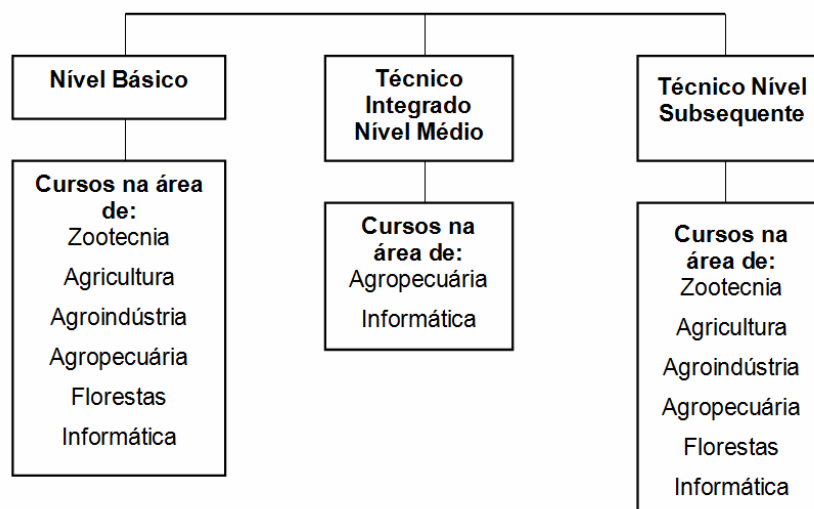 Nível Básico
Cursos na área
de:
Zootecnia
Agricultura
Agroindústria
Agropecuária
Florestas
Informática
Técnico
Integrado
Nível Médio
Cursos na
área de:
Agropecuária
Informática
Técnico Nível
Subsequente
Cursos na
área de:
Zootecnia
Agricultura
Agroindústria
Agropecuária
Florestas
Informática